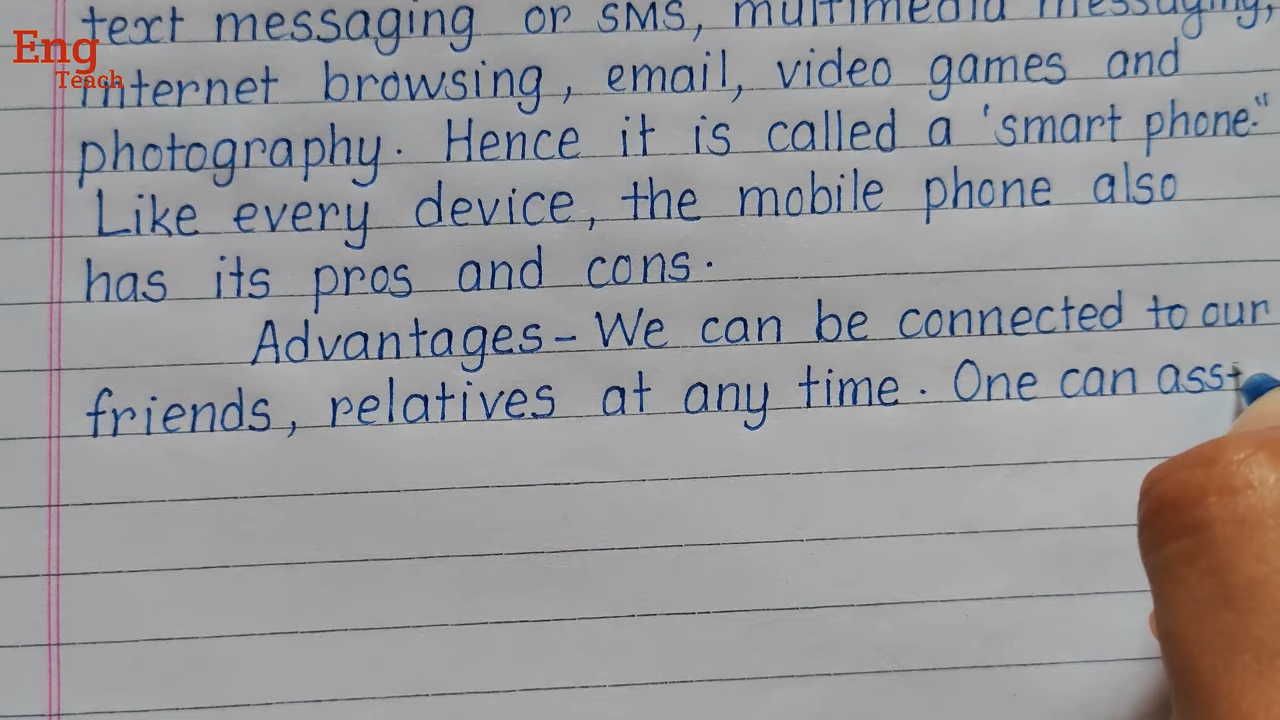 Eng
Teach
text messaging or SMS, multimedia messaging,
internet browsing, email, video games and
photography. Hence it is called a 'smart phone."
Like every device, the mobile phone also
has its pros and cons.
Advantages - We can be connected to our
friends, relatives at any time. One can